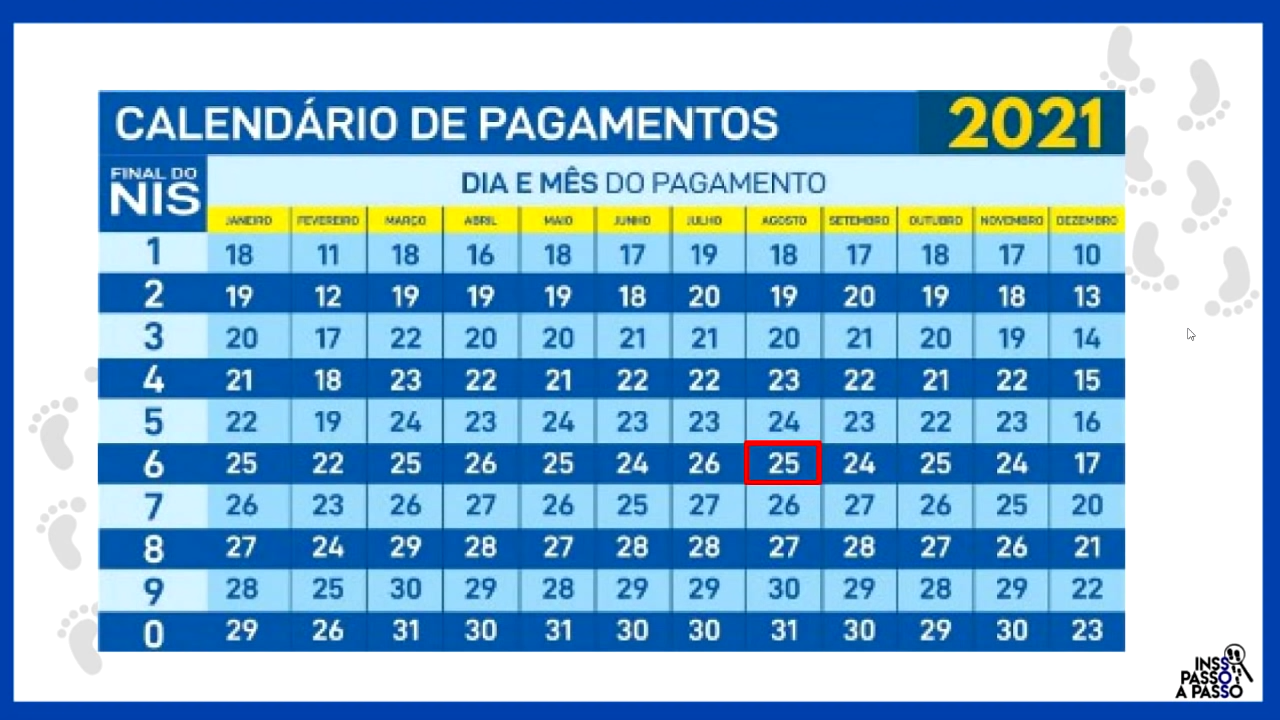 CALENDÁRIO DE PAGAMENTOS 2021
FINAL DO NIS
DIA E MÊS DO PAGAMENTO
JANEIRO FEVEREIRO MARÇO ABRIL MAIO JUNHO JULHO AGOSTO SETEMBRO OUTUBRO NOVEMBRO DEZEMBRO
1 18 11 18 16 18 17 19 18 17 18 17 10
2 19 12 19 19 19 18 20 19 20 19 18 13
3 20 17 22 20 20 21 21 20 21 20 19 14
4 21 18 23 22 21 22 22 23 22 21 22 15
5 22 19 24 23 24 23 23 24 23 22 23 16
6 25 22 25 26 25 24 26 25 24 25 24 17
7 26 23 26 27 26 25 27 26 27 26 25 20
8 27 24 29 28 27 28 28 27 28 27 26 21
9 28 25 30 29 28 29 29 30 29 28 29 22
0 29 26 31 30 31 30 30 31 30 29 30 23
INSS
PASSO
A PASSO